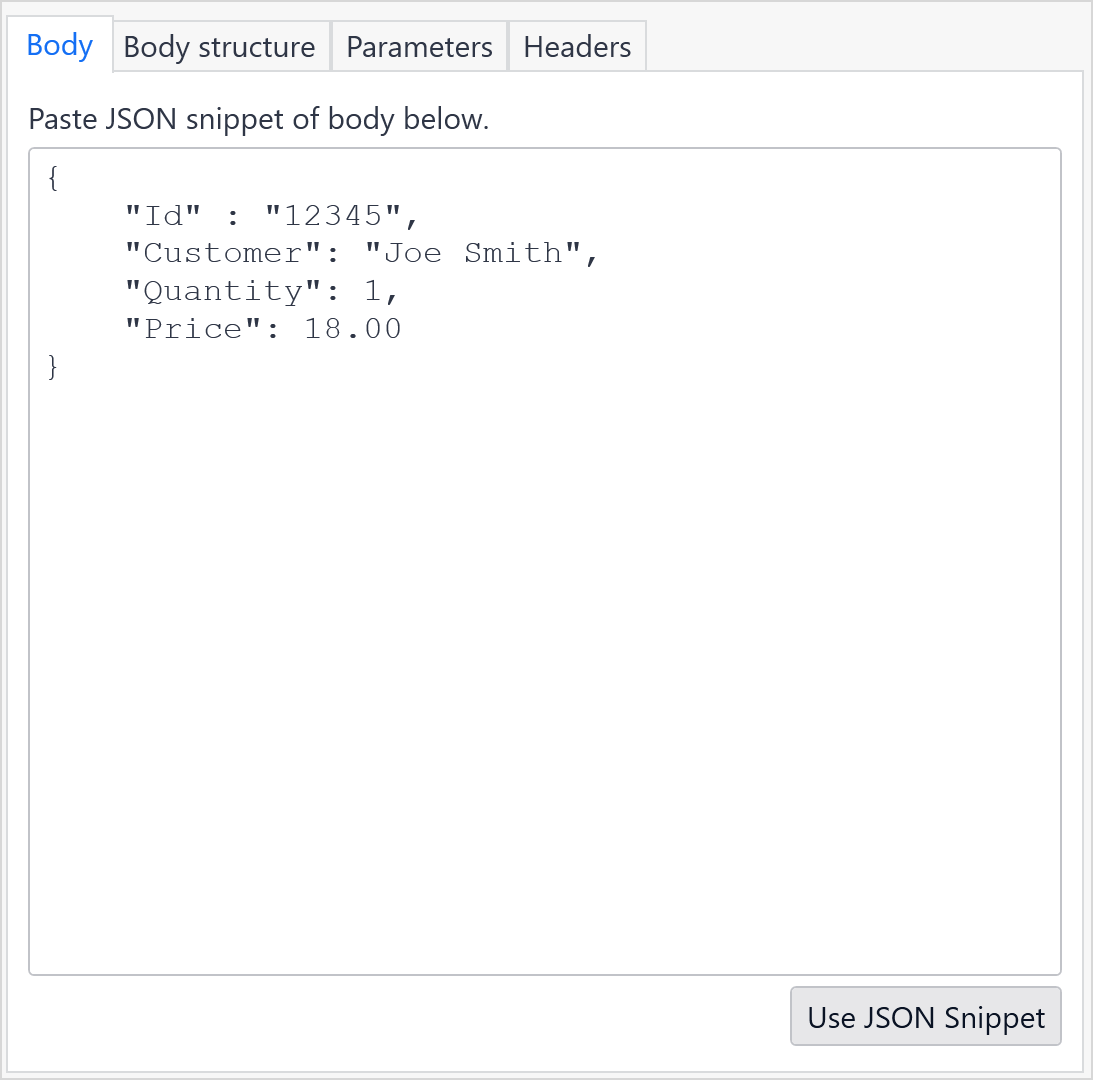 Body Body structure Parameters Headers
Paste JSON snippet of body below.
{
    "Id" : "12345",
    "Customer": "Joe Smith",
    "Quantity": 1,
    "Price": 18.00
}
Use JSON Snippet